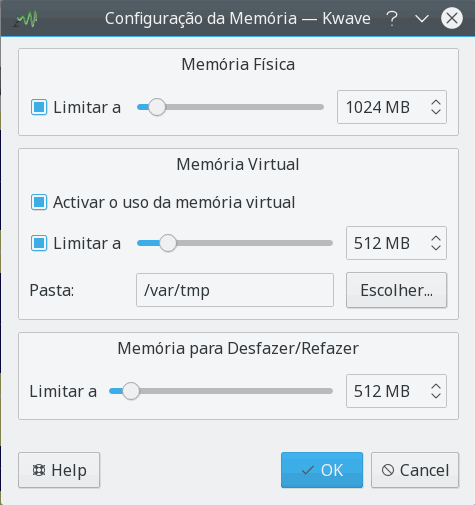 Configuração da Memória — Kwave
Memória Física
Limitar a 1024 MB
Memória Virtual
Activar o uso da memória virtual
Limitar a 512 MB
Pasta: /var/tmp Escolher...
Memória para Desfazer/Refazer
Limitar a 512 MB
Help OK Cancel